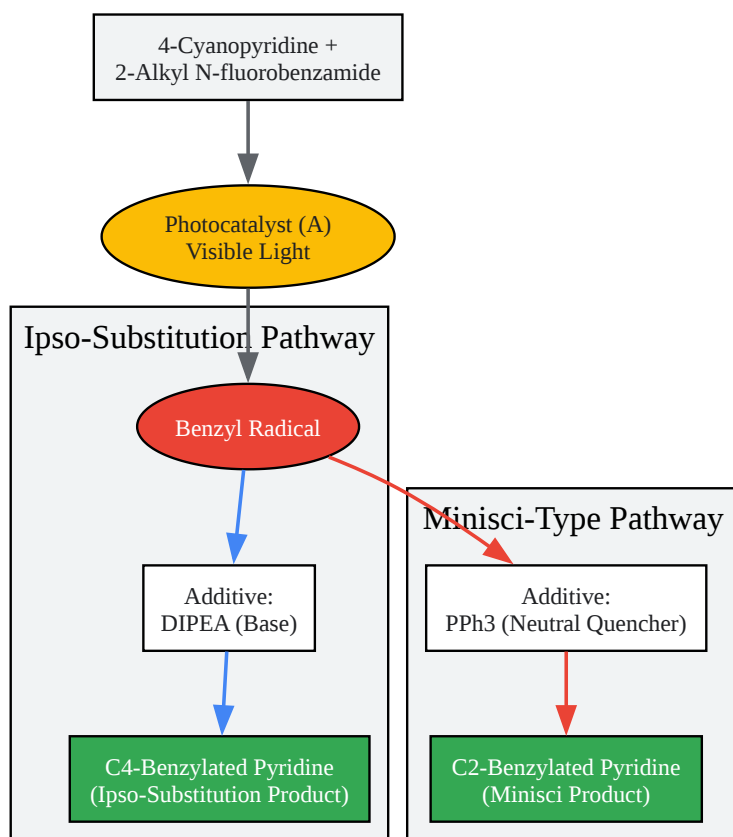 4-Cyanopyridine +
2-Alkyl N-fluorobenzamide
Photocatalyst (A)
Visible Light
Ipso-Substitution Pathway
Benzyl Radical
Minisci-Type Pathway
Additive:
DIPEA (Base)
Additive:
PPh3 (Neutral Quencher)
C4-Benzylated Pyridine
(Ipso-Substitution Product)
C2-Benzylated Pyridine
(Minisci Product)